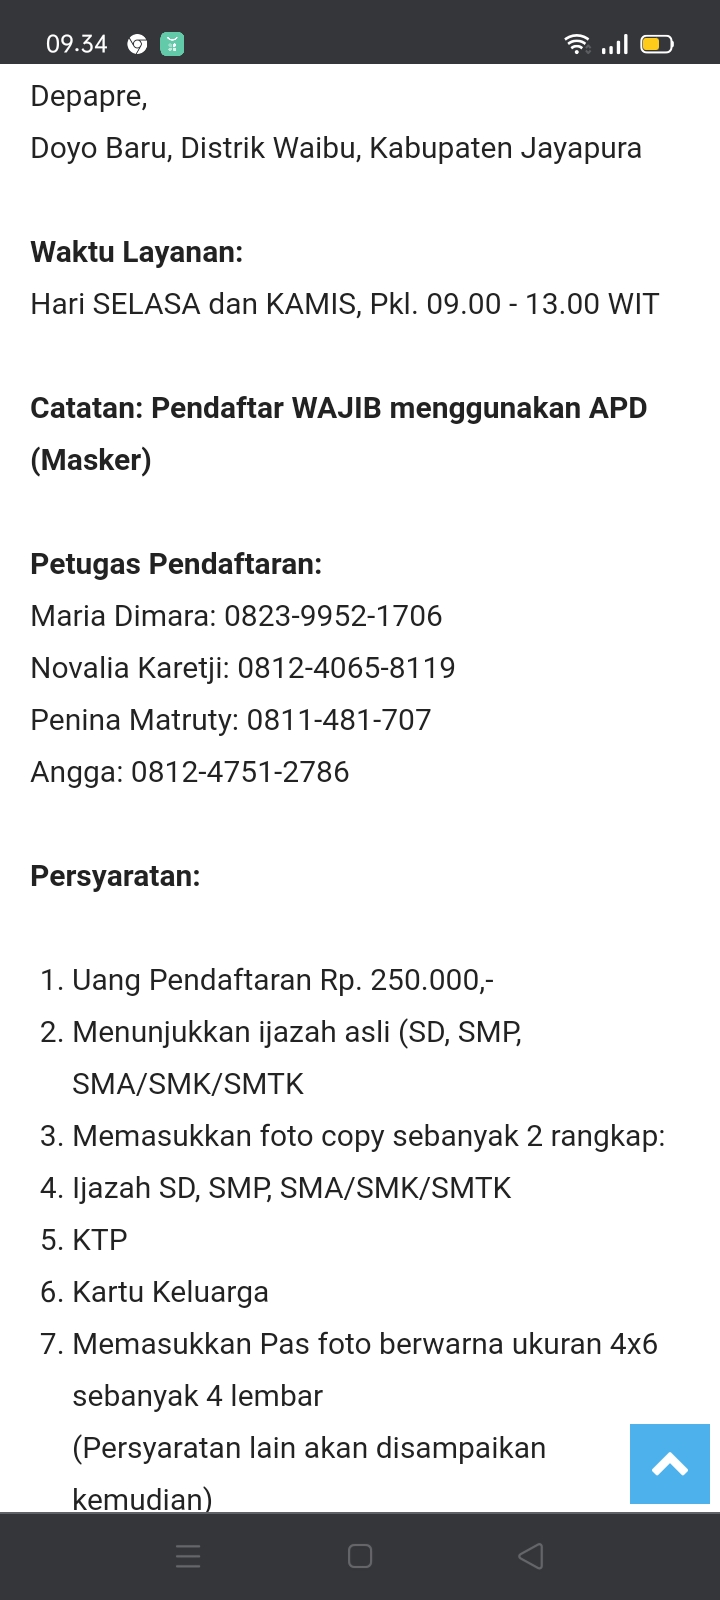 09.34
Depapre,
Doyo Baru, Distrik Waibu, Kabupaten Jayapura
Waktu Layanan:
Hari SELASA dan KAMIS, Pkl. 09.00 - 13.00 WIT
Catatan: Pendaftar WAJIB menggunakan APD
(Masker)
Petugas Pendaftaran:
Maria Dimara: 0823-9952-1706
Novalia Karetji: 0812-4065-8119
Penina Matruty: 0811-481-707
Angga: 0812-4751-2786
Persyaratan:
1. Uang Pendaftaran Rp. 250.000,-
2. Menunjukkan ijazah asli (SD, SMP,
SMA/SMK/SMTK
3. Memasukkan foto copy sebanyak 2 rangkap:
4. Ijazah SD, SMP, SMA/SMK/SMTK
5. KTP
6. Kartu Keluarga
7. Memasukkan Pas foto berwarna ukuran 4x6
sebanyak 4 lembar
(Persyaratan lain akan disampaikan
kemudian)